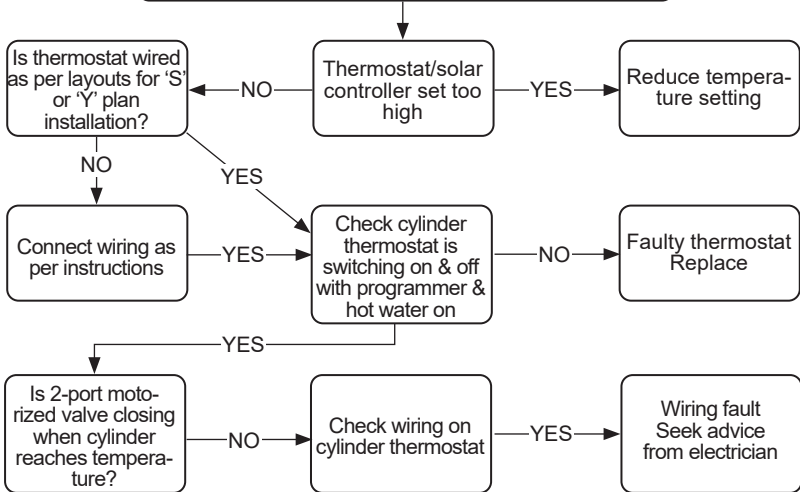 Is thermostat wired
as per layouts for ‘S’
or ‘Y’ plan
installation?
NO
Thermostat/solar
controller set too
high
YES
Reduce tempera-
ture setting
NO
YES
Connect wiring as
per instructions
YES
Check cylinder
thermostat is
switching on & off
with programmer &
hot water on
NO
Faulty thermostat
Replace
YES
Is 2-port moto-
rized valve closing
when cylinder
reaches tempera-
ture?
NO
Check wiring on
cylinder thermostat
YES
Wiring fault
Seek advice
from electrician